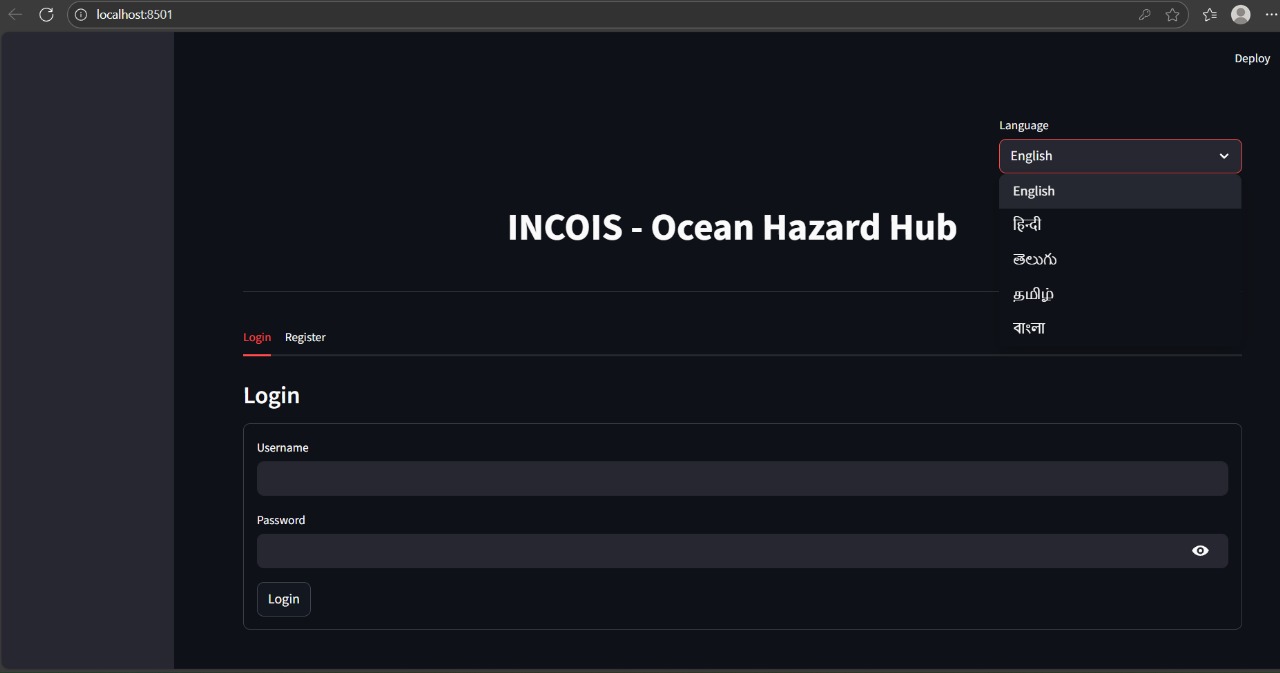 localhost:8501
Deploy
Language
English
English
हिन्दी
తెలుగు
தமிழ்
বাংলা
INCOIS - Ocean Hazard Hub
Login Register
Login
Username
Password
Login